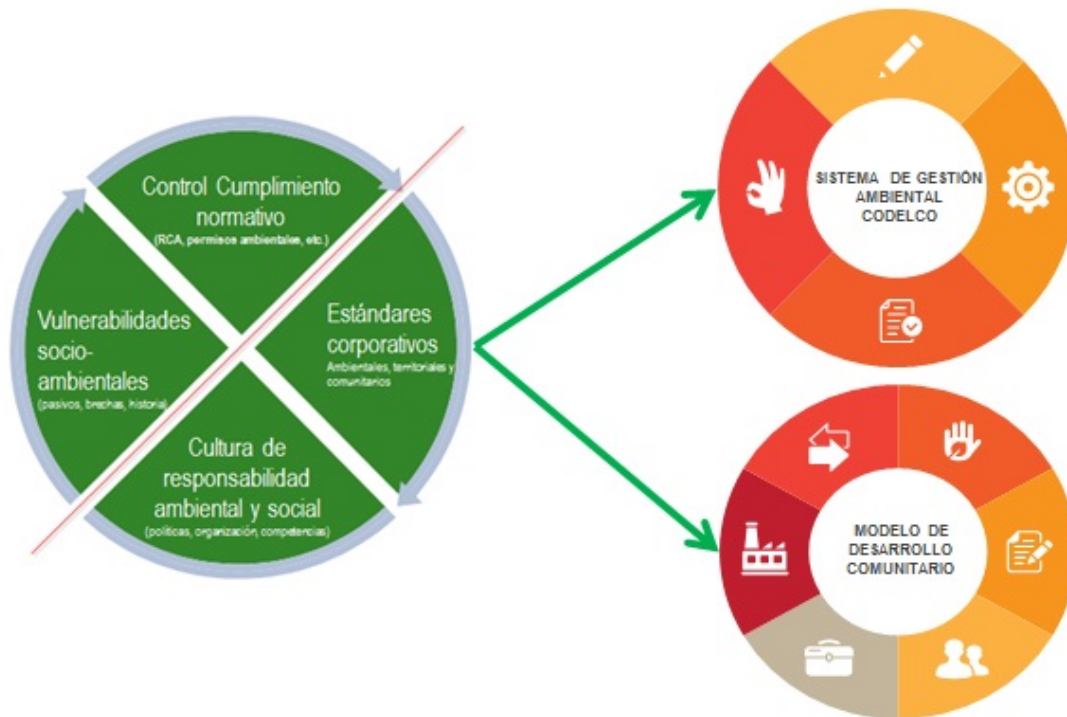 Control Cumplimiento
normativo
(RCA, permisos ambientales, etc.)
Vulnerabilidades
socio-
ambientales
(pasivos, brechas, historia)
Estándares
corporativos
Ambientales, territoriales y
comunitarios
Cultura de
responsabilidad
ambiental y social
(políticas, organización, competencias)
SISTEMA DE GESTIÓN
AMBIENTAL
CODELCO
MODELO DE
DESARROLLO
COMUNITARIO